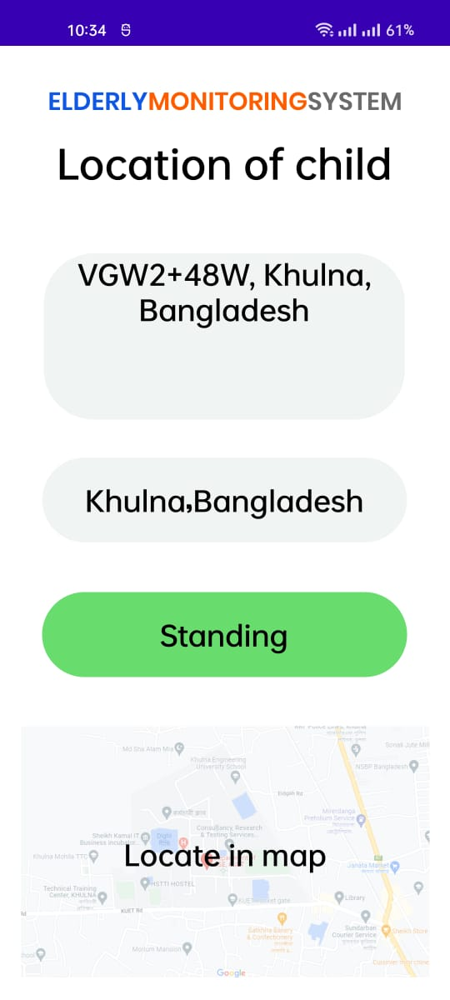 10:34
61%
ELDERLYMONITORINGSYSTEM
Location of child
VGW2+48W, Khulna,
Bangladesh
Khulna,Bangladesh
Standing
Sonali Jute Mill
Md Sha Alam Mia
Khulna Engineering
University School
NSBP Bangladesh
Eidgah Rd
Mirerdanga
Pretolium Service
Consultancy, Research
& Testing Services...
Sheikh Kamal IT
Business Incubator...
Khulna Mohila TTC
Locate in map
Janata Market
HSTTI HOSTEL
Technical Training
Center, KHULNA
KUET Rd
KUET Pocket gate
Library
Satkhira Bakery
& Confectionery
Sundarban
Courier Service
Sheikh Store
Morium Mansion
Google